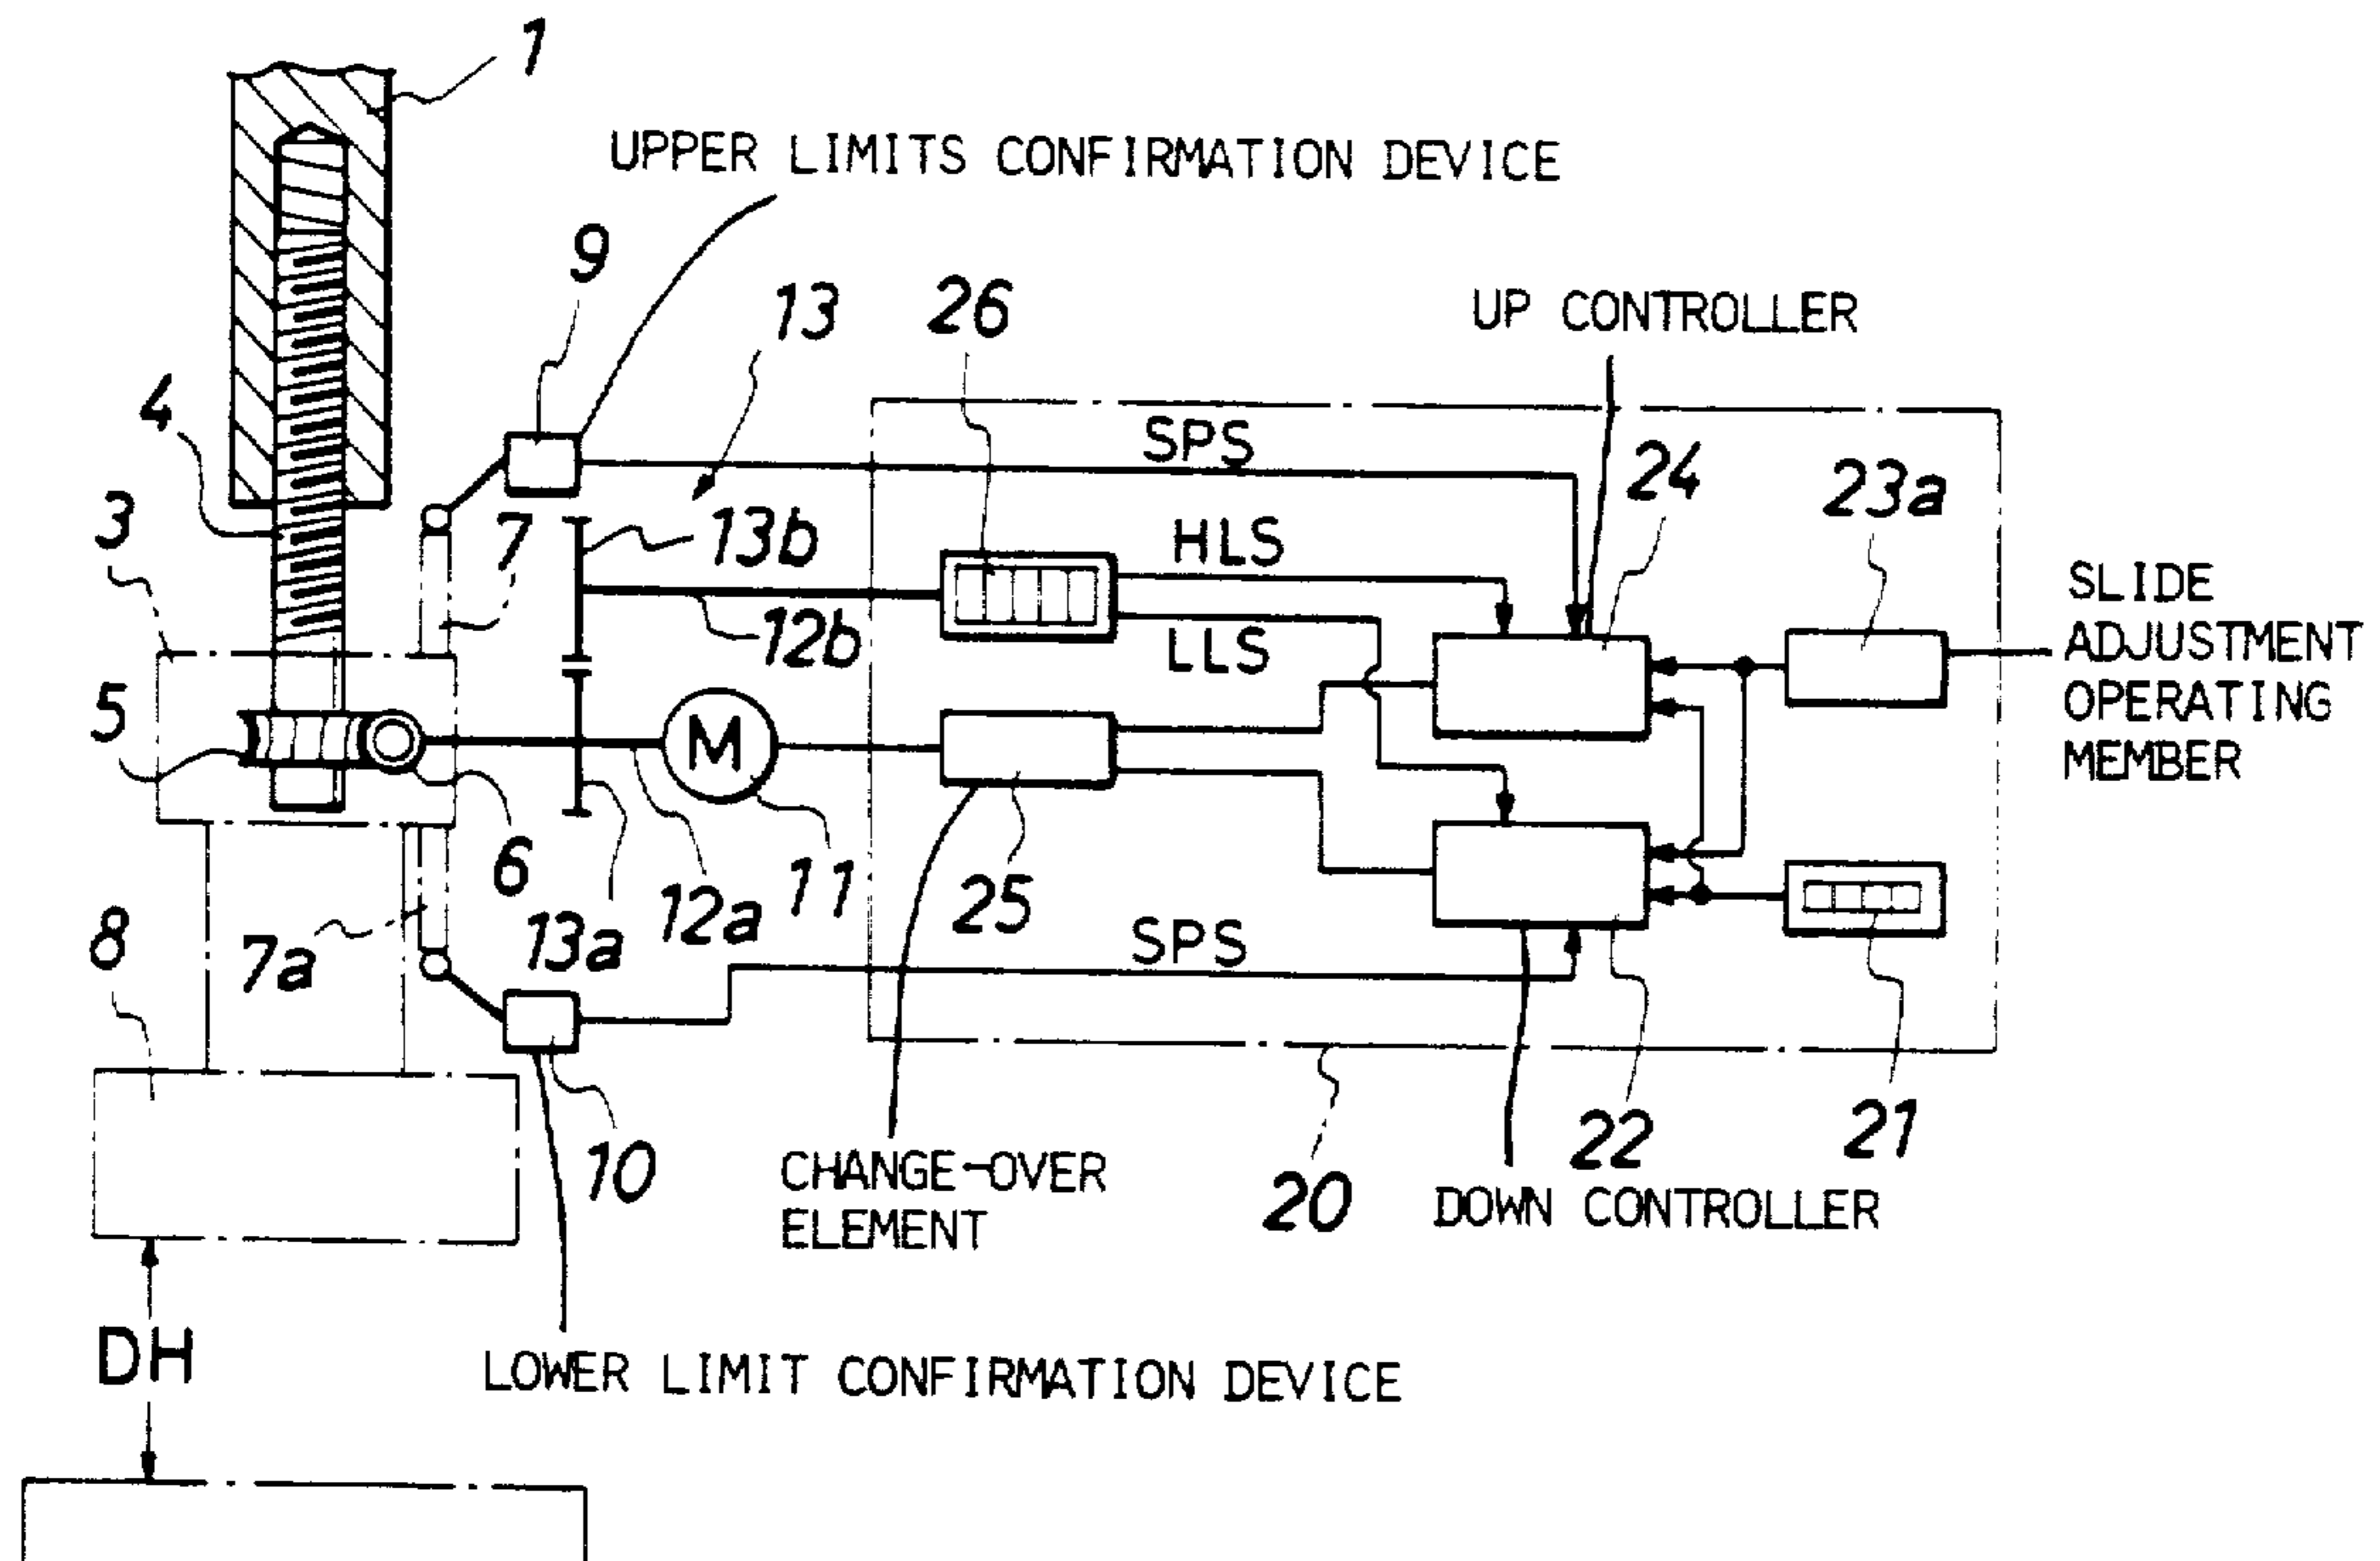 1
UPPER LIMITS CONFIRMATION DEVICE
9
13
26
UP CONTROLLER
4
SPS
24
23a
3
7
13b
HLS
SLIDE
ADJUSTMENT
OPERATING
MEMBER
12b
LLS
5
M
6
13a
12a
11
25
8
7a
SPS
10
CHANGE-OVER
ELEMENT
20
22
21
DOWN CONTROLLER
DH
LOWER LIMIT CONFIRMATION DEVICE